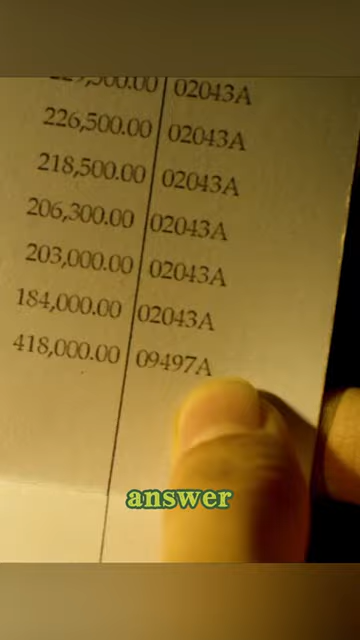 02043A
226,500.00 02043A
218,500.00 02043A
206,300.00 02043A
203,000.00 02043A
184,000.00 02043A
418,000.00 09497A
answer